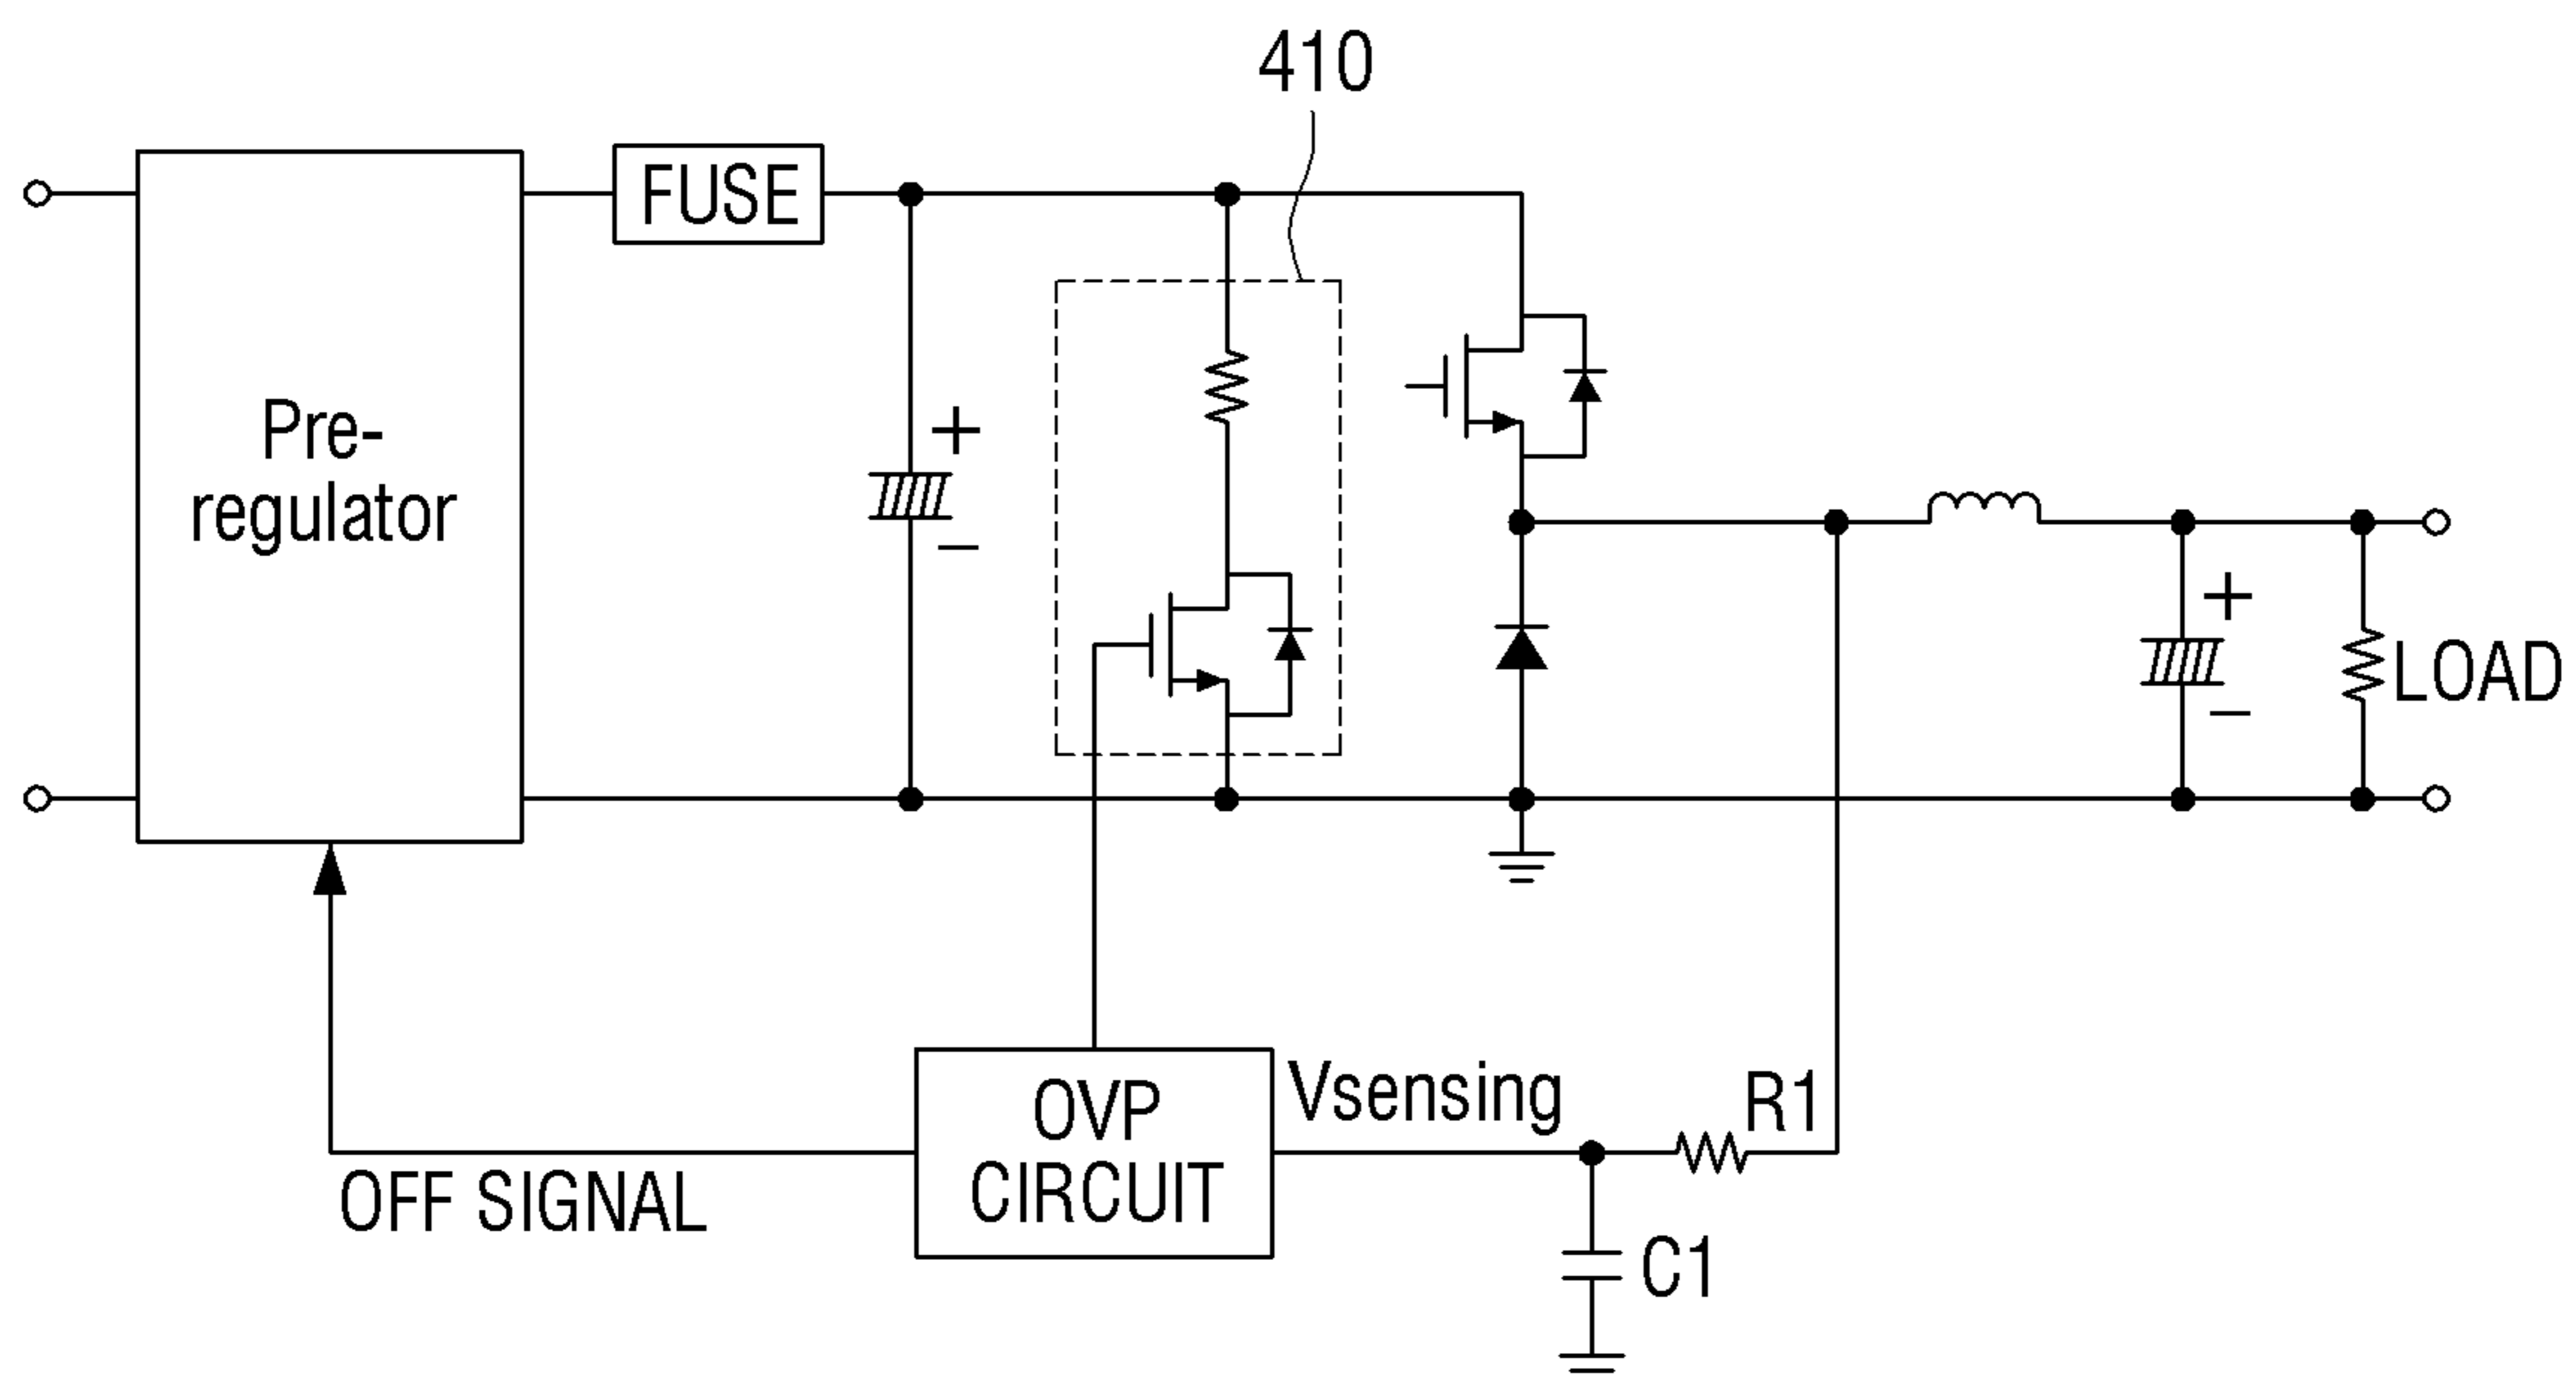 410
FUSE
Pre-
regulator
+
−
+
−
LOAD
OVP
CIRCUIT
Vsensing
R1
OFF SIGNAL
C1